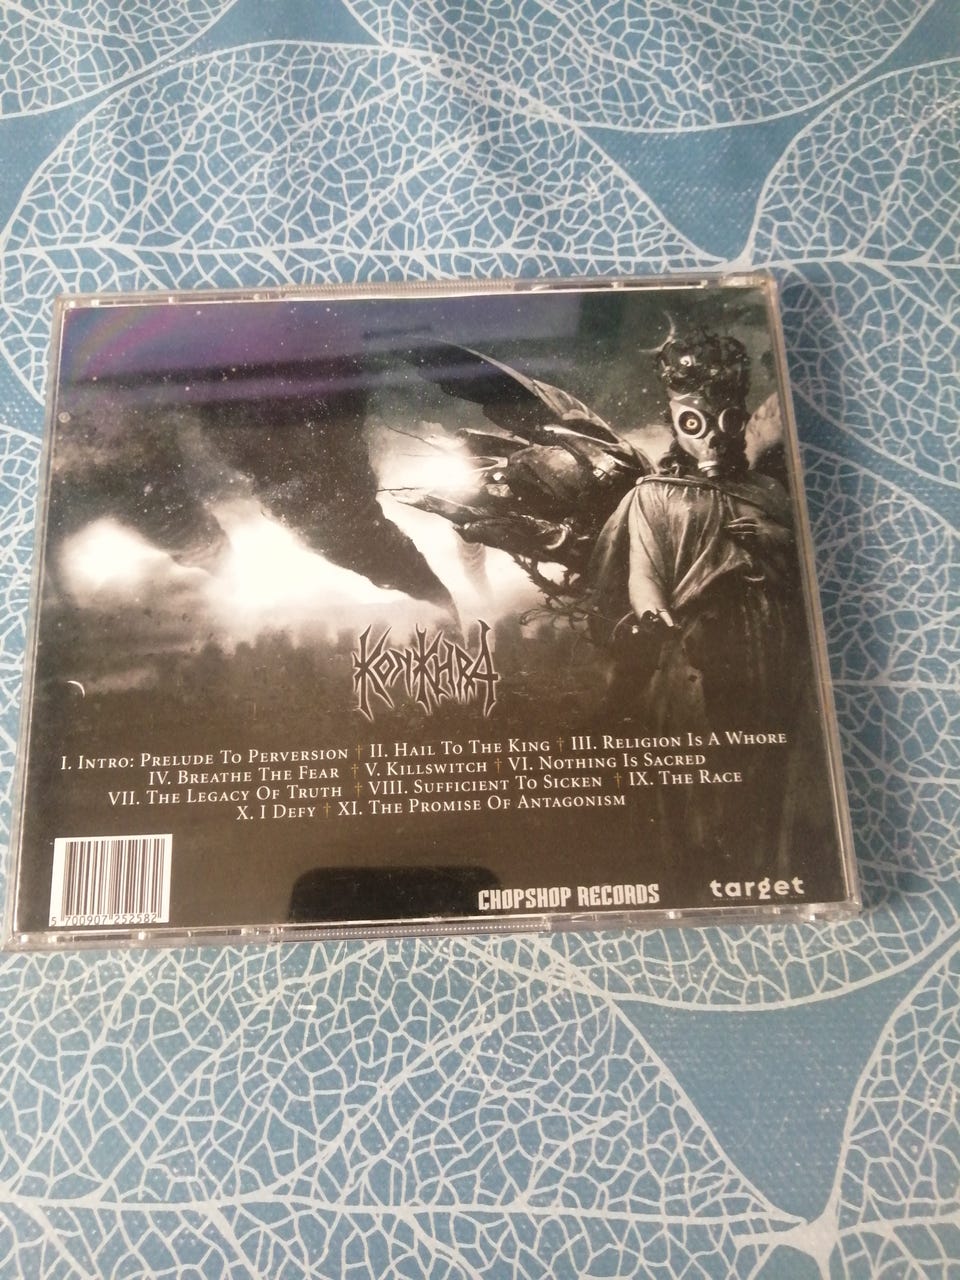 KONKHRA
I. INTRO: PRELUDE TO PERVERSION † II. HAIL TO THE KING † III. RELIGION IS A WHORE
IV. BREATHE THE FEAR † V. KILLSWITCH † VI. NOTHING IS SACRED
VII. THE LEGACY OF TRUTH † VIII. SUFFICIENT TO SICKEN † IX. THE RACE
X. I DEFY † XI. THE PROMISE OF ANTAGONISM
5 700907 252582
CHOPSHOP RECORDS
target